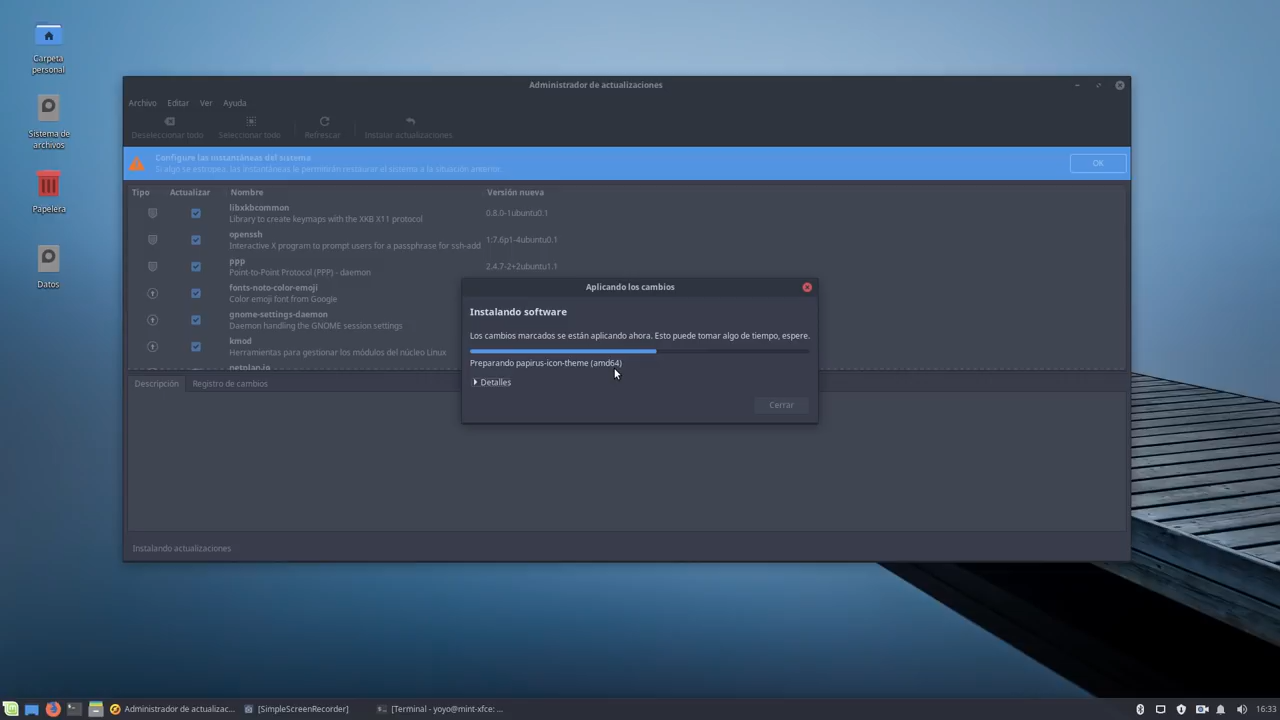 Carpeta
personal
Sistema de
archivos
Papelera
Datos
Administrador de actualizaciones
Archivo Editar Ver Ayuda
Deseleccionar todo Seleccionar todo Refrescar Instalar actualizaciones
Configure las instantáneas del sistema
Si algo se estropea, las instantáneas le permitirán restaurar el sistema a la situación anterior.
OK
Tipo Actualizar Nombre Versión nueva
libxkbcommon
Library to create keymaps with the XKB X11 protocol 0.8.0-1ubuntu0.1
openssh
Interactive X program to prompt users for a passphrase for ssh-add 1:7.6p1-4ubuntu0.1
ppp
Point-to-Point Protocol (PPP) - daemon 2.4.7-2+2ubuntu1.1
fonts-noto-color-emoji
Color emoji font from Google
gnome-settings-daemon
Daemon handling the GNOME session settings
kmod
Herramientas para gestionar los módulos del núcleo Linux
netplan.io
Aplicando los cambios
Instalando software
Los cambios marcados se están aplicando ahora. Esto puede tomar algo de tiempo, espere.
Preparando papirus-icon-theme (amd64)
Detalles
Cerrar
Descripción Registro de cambios
Instalando actualizaciones
Administrador de actualizac... [SimpleScreenRecorder] [Terminal - yoyo@mint-xfce: ... 16:33